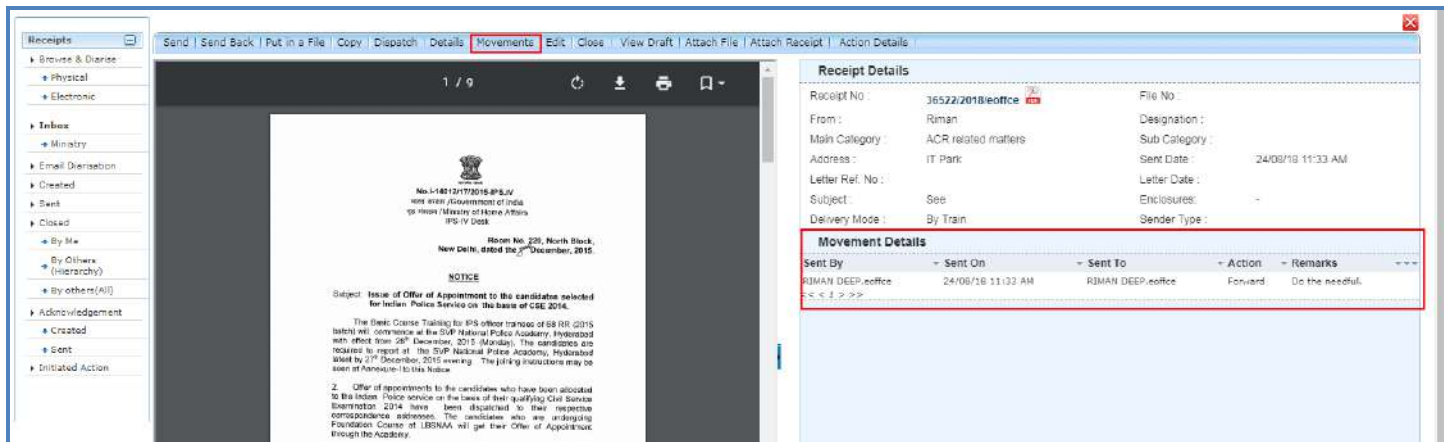 Receipts
Browse & Diarise
Physical
Electronic
Inbox
Ministry
Email Diarisation
Created
Sent
Closed
By Me
By Others
(Hierarchy)
By others(All)
Acknowledgement
Created
Sent
Initiated Action
Send | Send Back | Put in a File | Copy | Dispatch | Details | Movements | Edit | Close | View Draft | Attach File | Attach Receipt | Action Details
1 / 9
No.I-14012/17/2015-IPS.IV
/Government of India
/Ministry of Home Affairs
IPS-IV Desk
Room No. 220, North Block,
New Delhi, dated the December, 2015.
NOTICE
Subject: Issue of Offer of Appointment to the candidates selected
for Indian Police Service on the basis of CSE 2014.
The Basic Course Training for IPS officer trainees of 68 RR (2015
batch) will commence at the SVP National Police Academy, Hyderabad
with effect from 28th December, 2015 (Monday). The candidates are
required to report at the SVP National Police Academy, Hyderabad
latest by 27th December, 2015 evening. The joining instructions may be
seen at Annexure-I to this Notice.
2. Offer of appointments to the candidates who have been allocated
to the Indian Police service on the basis of their qualifying Civil Service
Examination 2014 have been dispatched to their respective
correspondence addresses. The candidates who are undergoing
Foundation Course at LBSNAA will get their Offer of Appointment
through the Academy.
Receipt Details
Receipt No : 36522/2018/eoffce File No :
From : Riman Designation :
Main Category : ACR related matters Sub Category :
Address : IT Park Sent Date : 24/08/18 11:33 AM
Letter Ref. No : Letter Date :
Subject : See Enclosures: -
Delivery Mode : By Train Sender Type :
Movement Details
Sent By Sent On Sent To Action Remarks
RIMAN DEEP.eoffce 24/08/18 11:33 AM RIMAN DEEP.eoffce Forward Do the needful.
<< < 1 > >>